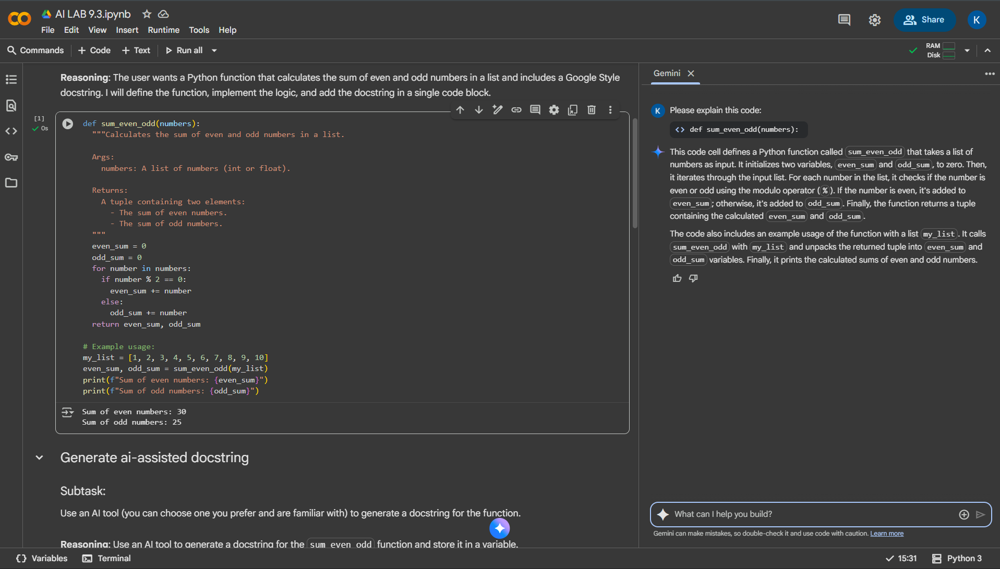 AI LAB 9.3.ipynb
File Edit View Insert Runtime Tools Help
Share
K
Commands + Code + Text Run all
RAM
Disk
Reasoning: The user wants a Python function that calculates the sum of even and odd numbers in a list and includes a Google Style
docstring. I will define the function, implement the logic, and add the docstring in a single code block.
[1]
0s
def sum_even_odd(numbers):
  """Calculates the sum of even and odd numbers in a list.
  Args:
    numbers: A list of numbers (int or float).
  Returns:
    A tuple containing two elements:
      - The sum of even numbers.
      - The sum of odd numbers.
  """
  even_sum = 0
  odd_sum = 0
  for number in numbers:
    if number % 2 == 0:
      even_sum += number
    else:
      odd_sum += number
  return even_sum, odd_sum
# Example usage:
my_list = [1, 2, 3, 4, 5, 6, 7, 8, 9, 10]
even_sum, odd_sum = sum_even_odd(my_list)
print(f"Sum of even numbers: {even_sum}")
print(f"Sum of odd numbers: {odd_sum}")
Sum of even numbers: 30
Sum of odd numbers: 25
Generate ai-assisted docstring
Subtask:
Use an AI tool (you can choose one you prefer and are familiar with) to generate a docstring for the function.
Reasoning: Use an AI tool to generate a docstring for the sum_even_odd function and store it in a variable.
Gemini
K
Please explain this code:
<> def sum_even_odd(numbers):
This code cell defines a Python function called sum_even_odd that takes a list of
numbers as input. It initializes two variables, even_sum and odd_sum, to zero. Then,
it iterates through the input list. For each number in the list, it checks if the number is
even or odd using the modulo operator (%). If the number is even, it's added to
even_sum; otherwise, it's added to odd_sum. Finally, the function returns a tuple
containing the calculated even_sum and odd_sum.
The code also includes an example usage of the function with a list my_list. It calls
sum_even_odd with my_list and unpacks the returned tuple into even_sum and
odd_sum variables. Finally, it prints the calculated sums of even and odd numbers.
What can I help you build?
Gemini can make mistakes, so double-check it and use code with caution. Learn more
{} Variables Terminal
15:31 Python 3